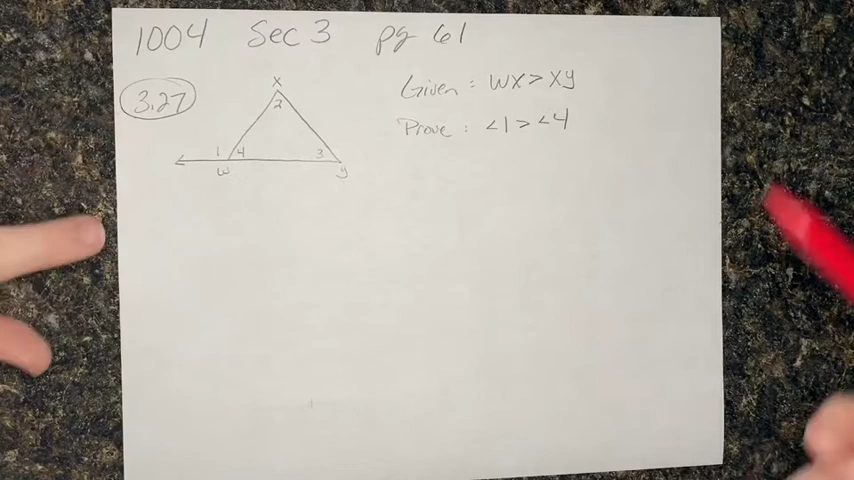 1004 Sec 3 pg 61
3.27
Given : WX > XY
Prove : <1 > <4
X
2
1 4 3
W Y